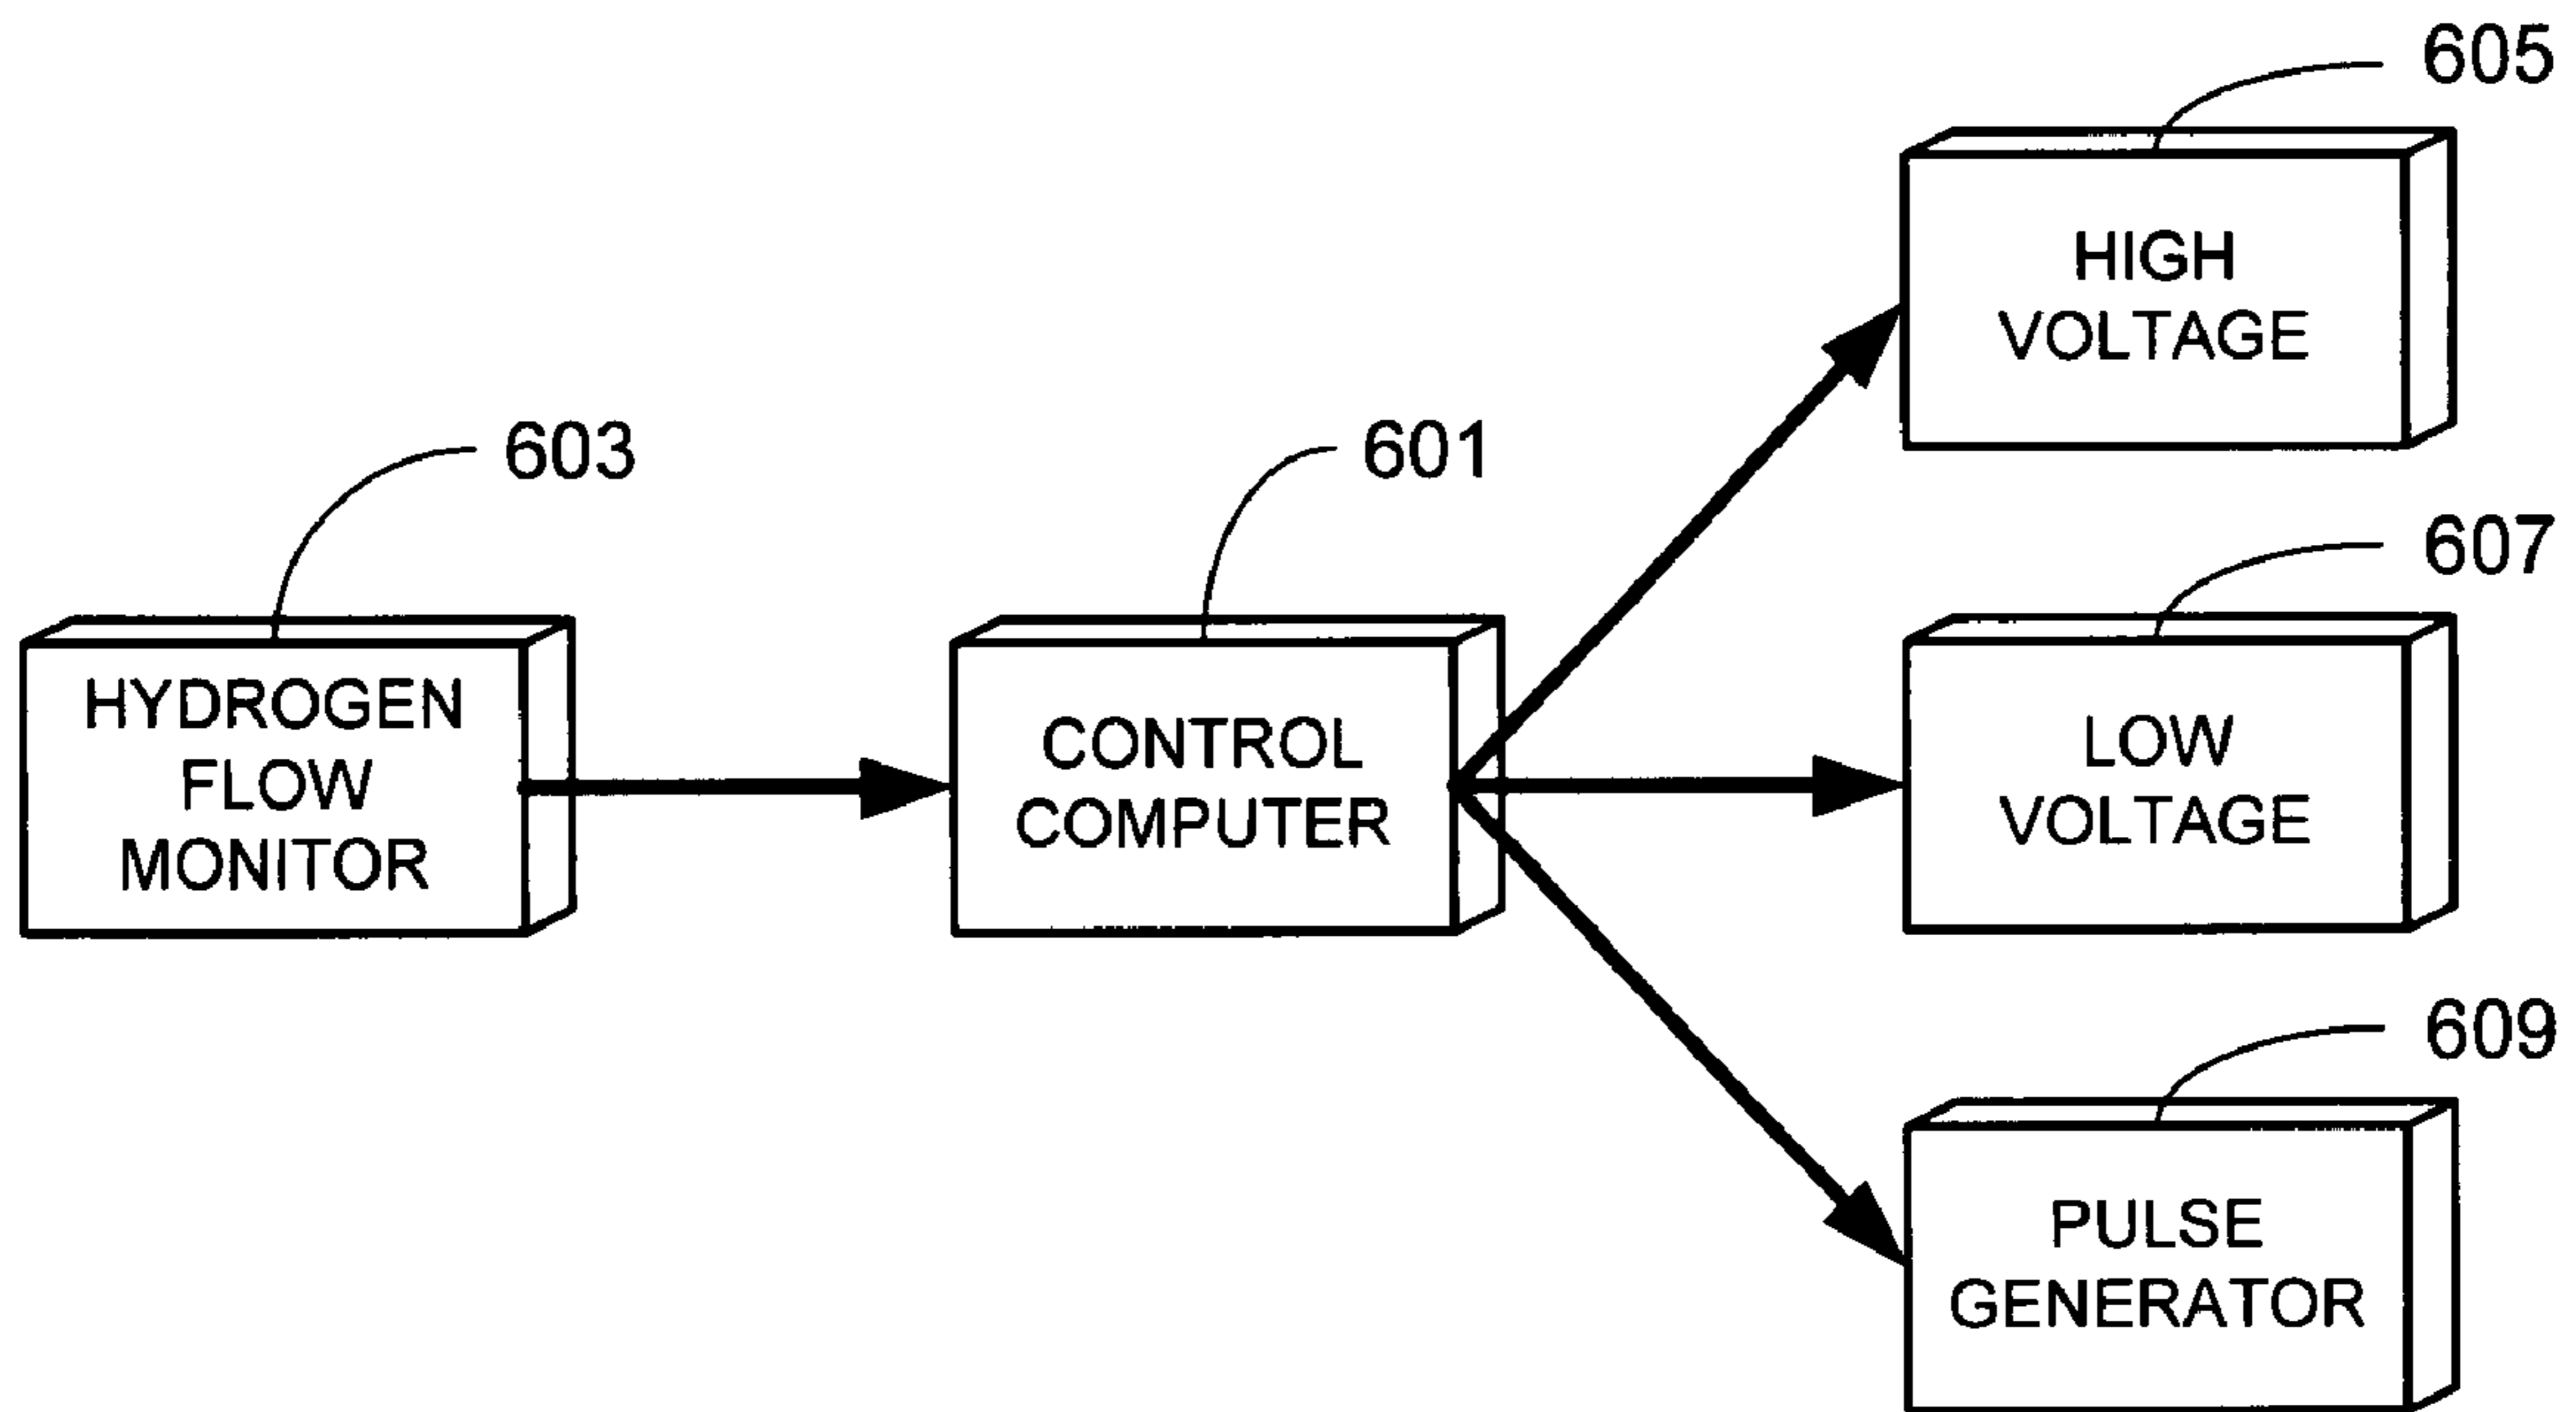 605
HIGH
VOLTAGE
603
601
607
HYDROGEN
FLOW
MONITOR
CONTROL
COMPUTER
LOW
VOLTAGE
609
PULSE
GENERATOR